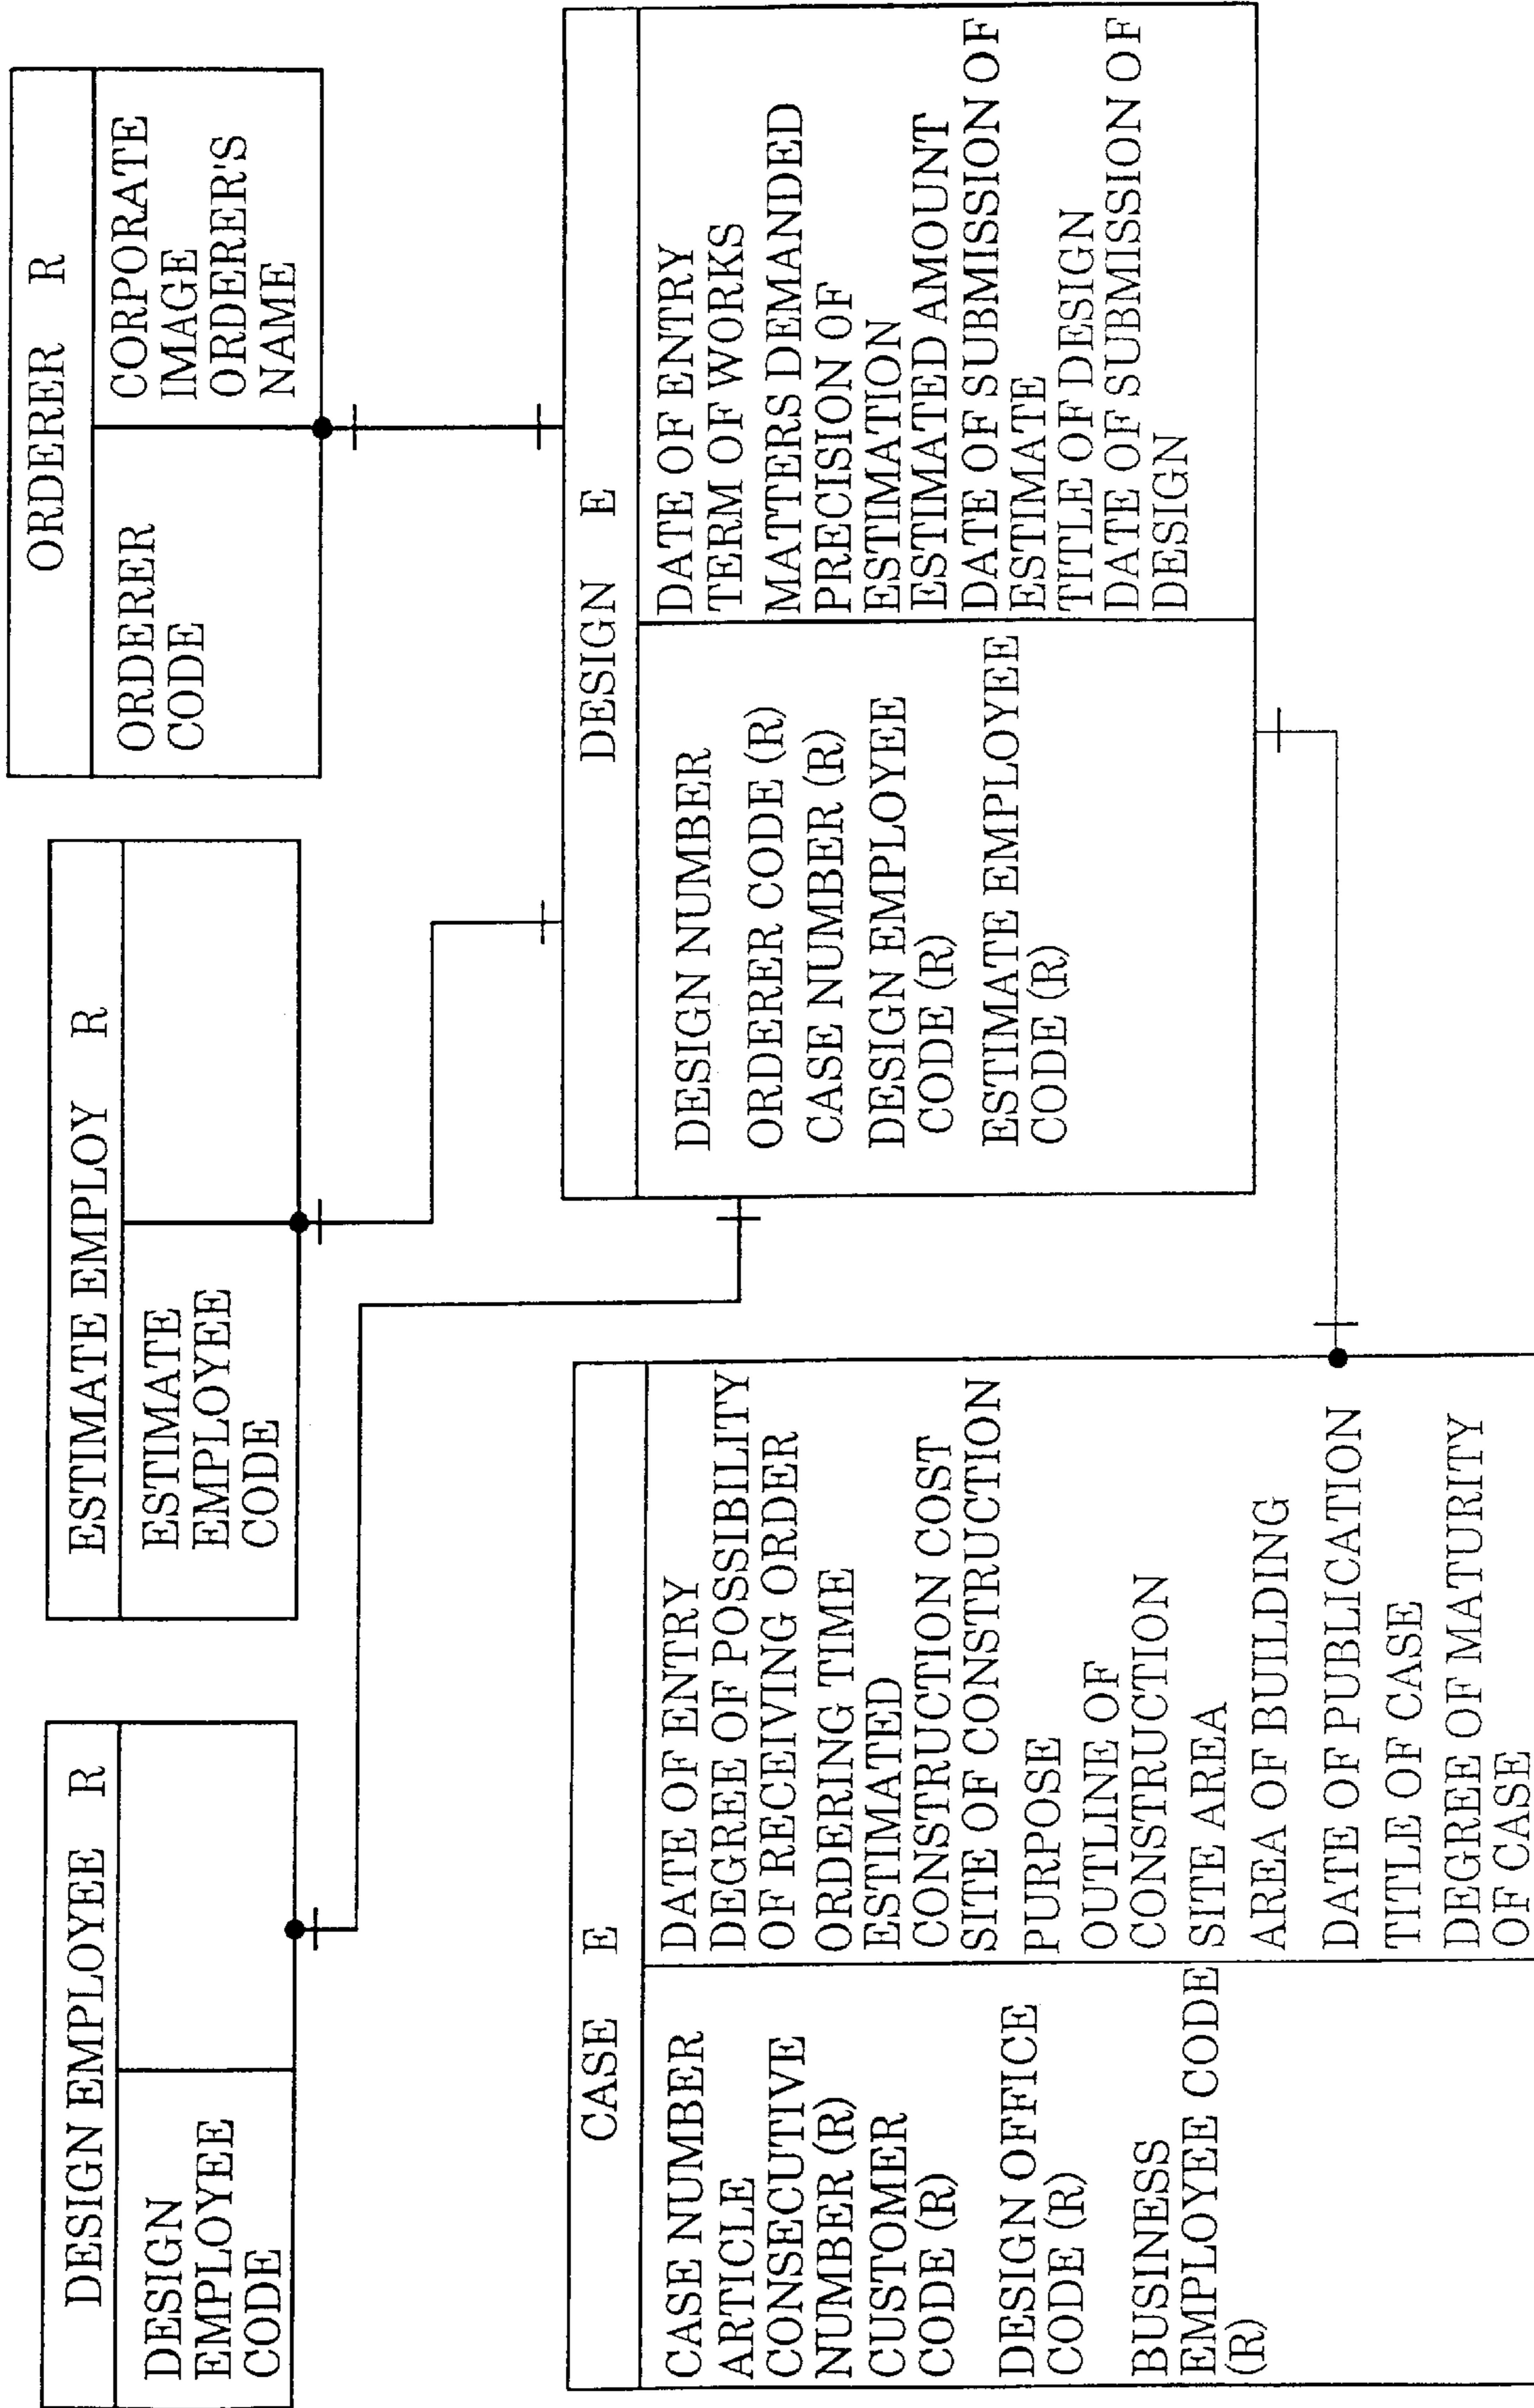 DESIGN EMPLOYEE R
DESIGN
EMPLOYEE
CODE
ESTIMATE EMPLOY R
ESTIMATE
EMPLOYEE
CODE
ORDERER R
ORDERER
CODE
CORPORATE
IMAGE
ORDERER'S
NAME
CASE E
CASE NUMBER
ARTICLE
CONSECUTIVE
NUMBER (R)
CUSTOMER
CODE (R)
DESIGN OFFICE
CODE (R)
BUSINESS
EMPLOYEE CODE
(R)
DATE OF ENTRY
DEGREE OF POSSIBILITY
OF RECEIVING ORDER
ORDERING TIME
ESTIMATED
CONSTRUCTION COST
SITE OF CONSTRUCTION
PURPOSE
OUTLINE OF
CONSTRUCTION
SITE AREA
AREA OF BUILDING
DATE OF PUBLICATION
TITLE OF CASE
DEGREE OF MATURITY
OF CASE
DESIGN E
DESIGN NUMBER
ORDERER CODE (R)
CASE NUMBER (R)
DESIGN EMPLOYEE
CODE (R)
ESTIMATE EMPLOYEE
CODE (R)
DATE OF ENTRY
TERM OF WORKS
MATTERS DEMANDED
PRECISION OF
ESTIMATION
ESTIMATED AMOUNT
DATE OF SUBMISSION OF
ESTIMATE
TITLE OF DESIGN
DATE OF SUBMISSION OF
DESIGN